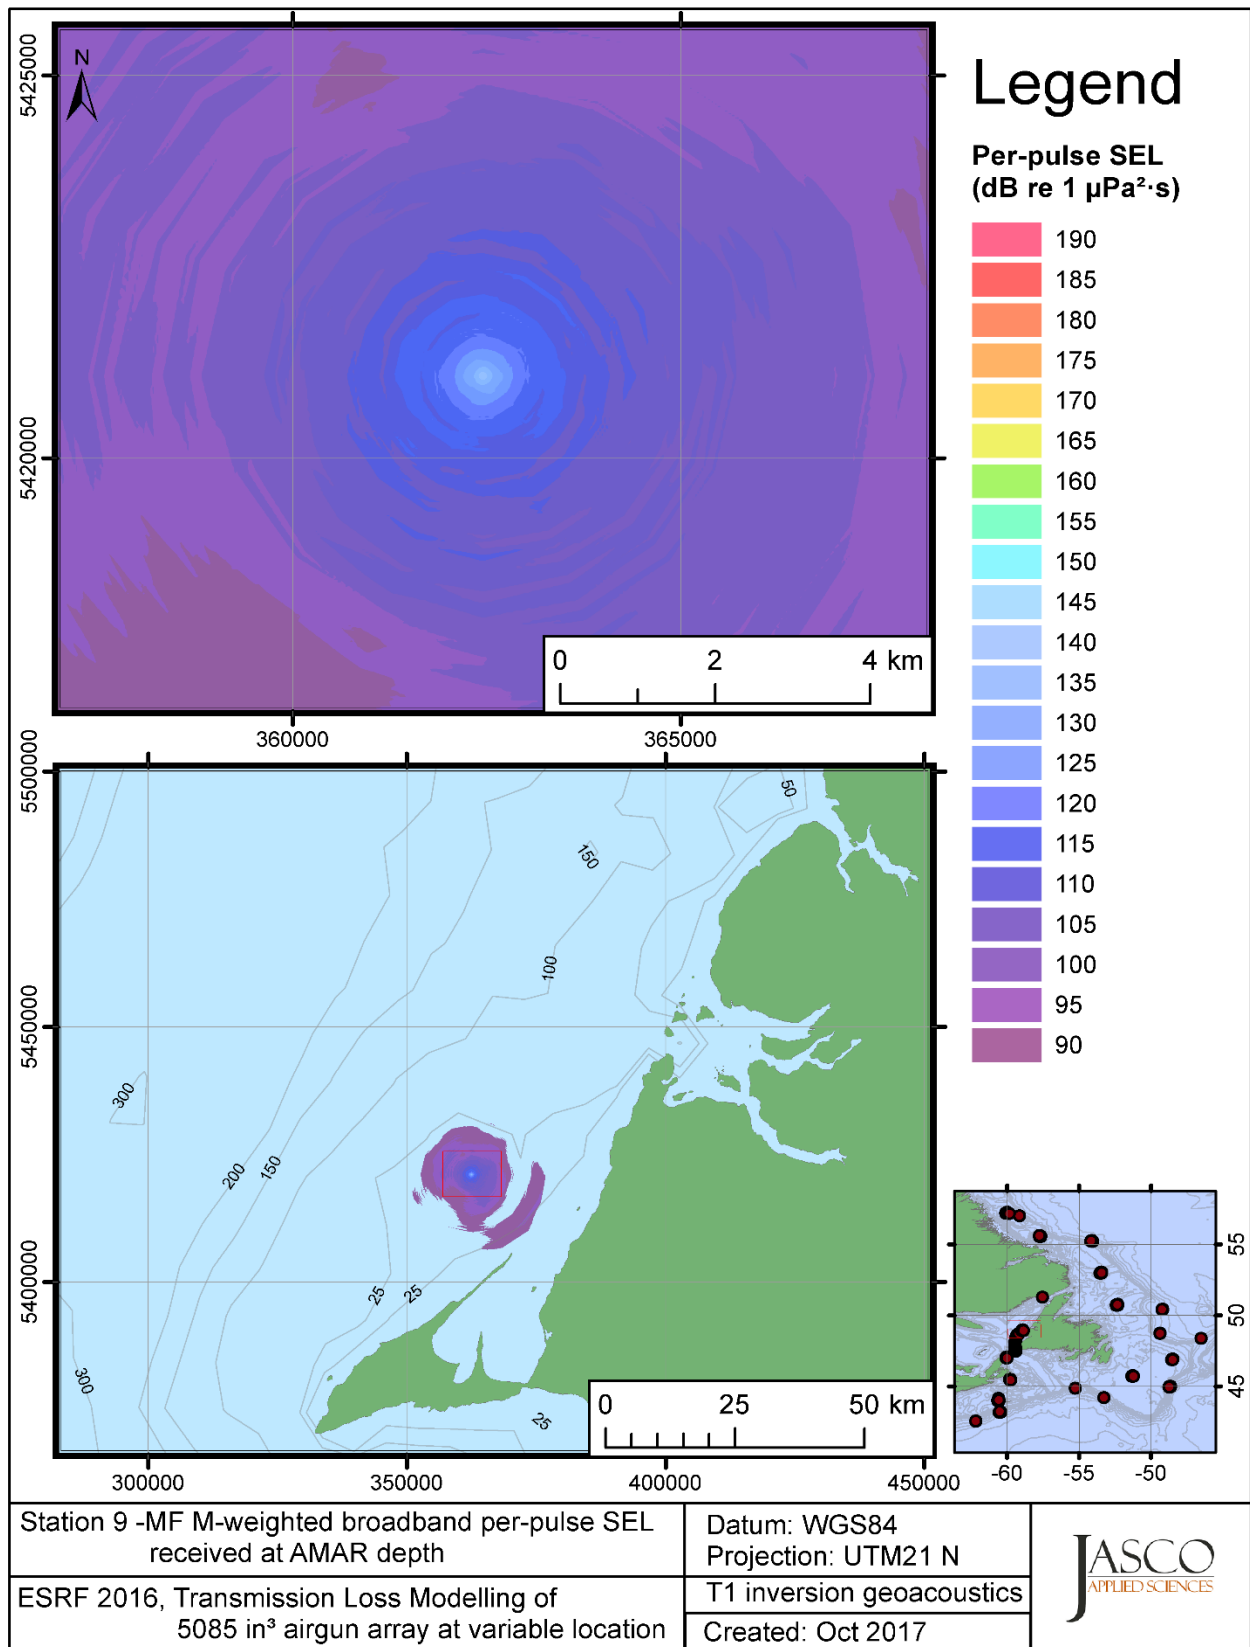 N
5425000
5420000
0 2 4 km
360000 365000
Legend
Per-pulse SEL
(dB re 1 µPa²·s)
190
185
180
175
170
165
160
155
150
145
140
135
130
125
120
115
110
105
100
95
90
5500000
5450000
5400000
50
150
100
300
200
150
25
25
300
25
0 25 50 km
300000 350000 400000 450000
55
50
45
-60 -55 -50
Station 9 -MF M-weighted broadband per-pulse SEL
received at AMAR depth
ESRF 2016, Transmission Loss Modelling of
5085 in³ airgun array at variable location
Datum: WGS84
Projection: UTM21 N
T1 inversion geoacoustics
Created: Oct 2017
JASCO
APPLIED SCIENCES